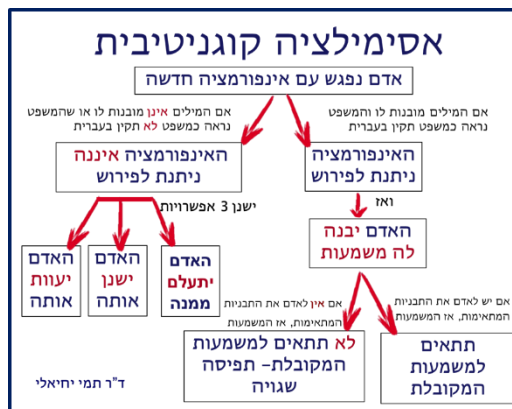 אסימילציה קוגניטיבית
אדם נפגש עם אינפורמציה חדשה
אם המילים מובנות לו והמשפט
נראה כמשפט תקין בעברית
אם המילים אינן מובנות לו או שהמשפט
נראה כמשפט לא תקין בעברית
האינפורמציה
ניתנת לפירוש
האינפורמציה איננה
ניתנת לפירוש
ואז
ישנן 3 אפשרויות
האדם יבנה
לה משמעות
האדם
יתעלם
ממנה
האדם
ישנן
אותה
האדם
יעוות
אותה
אם יש לאדם את התבניות
המתאימות, אז המשמעות
אם אין לאדם את התבניות
המתאימות, אז המשמעות
תתאים
למשמעות
המקובלת
לא תתאים למשמעות
המקובלת- תפיסה
שגויה
ד"ר תמי יחיאלי